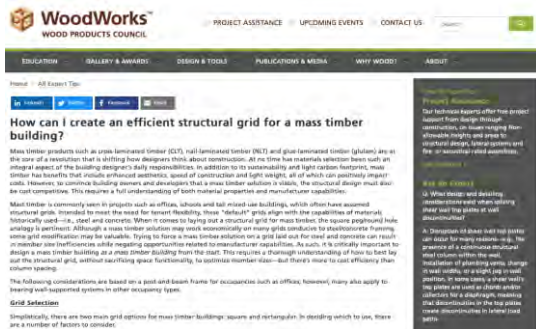 WoodWorks™
WOOD PRODUCTS COUNCIL
PROJECT ASSISTANCE UPCOMING EVENTS CONTACT US
EDUCATION GALLERY & AWARDS DESIGN & TOOLS PUBLICATIONS & MEDIA WHY WOOD? ABOUT
Home All Expert Tips
How can I create an efficient structural grid for a mass timber
building?
Mass timber products such as cross-laminated timber (CLT), nail-laminated timber (NLT) and glue-laminated timber (glulam) are at
the core of a revolution that is shifting how designers think about construction. At no time has materials selection been such an
integral aspect of the building designer's daily responsibilities. In addition to its sustainability and light carbon footprint, mass
timber has benefits that include enhanced aesthetics, speed of construction and light weight, all of which can positively impact
costs. However, to convince building owners and developers that a mass timber solution is viable, the structural design must also
be cost competitive. This requires a full understanding of both material properties and manufacturer capabilities.
Mass timber is commonly seen in projects such as offices, schools and tall mixed-use buildings, which often have assumed
structural grids. Intended to meet the need for tenant flexibility, these "default" grids align with the capabilities of materials
historically used—i.e., steel and concrete. When it comes to laying out a structural grid for mass timber, the square peg/round hole
analogy is pertinent. Although a mass timber solution may work economically on many grids conducive to steel/concrete framing,
some grid modification may be valuable. Trying to force a mass timber solution on a grid laid out for steel and concrete can result
in member size inefficiencies while negating opportunities related to manufacturer capabilities. As such, it is critically important to
design a mass timber building as a mass timber building from the start. This requires a thorough understanding of how to best lay
out the structural grid, without sacrificing space functionality, to optimize member sizes—but there's more to cost efficiency than
column spacing.
The following considerations are based on a post-and-beam frame for occupancies such as offices; however, many also apply to
bearing wall-supported systems in other occupancy types.
Grid Selection
Simplistically, there are two main grid options for mass timber buildings: square and rectangular. In deciding which to use, there
are a number of factors to consider.
Project Assistance
Our technical experts offer free project
support from design through
construction, on issues ranging from
allowable heights and areas to
structural design, lateral systems and
fire- or acoustical-rated assemblies.
Q: What design and detailing
considerations exist when splicing
shear wall top plates at wall
discontinuities?
A: Disruption of shear wall top plates
can occur for many reasons—e.g., the
presence of a continuous structural
steel column within the wall,
installation of plumbing vents, change
in wall widths, or a slight jog in wall
position. In some cases, a shear wall's
top plates are used as chords and/or
collectors for a diaphragm, meaning
that discontinuities in the top plates
create discontinuities in lateral load
paths.